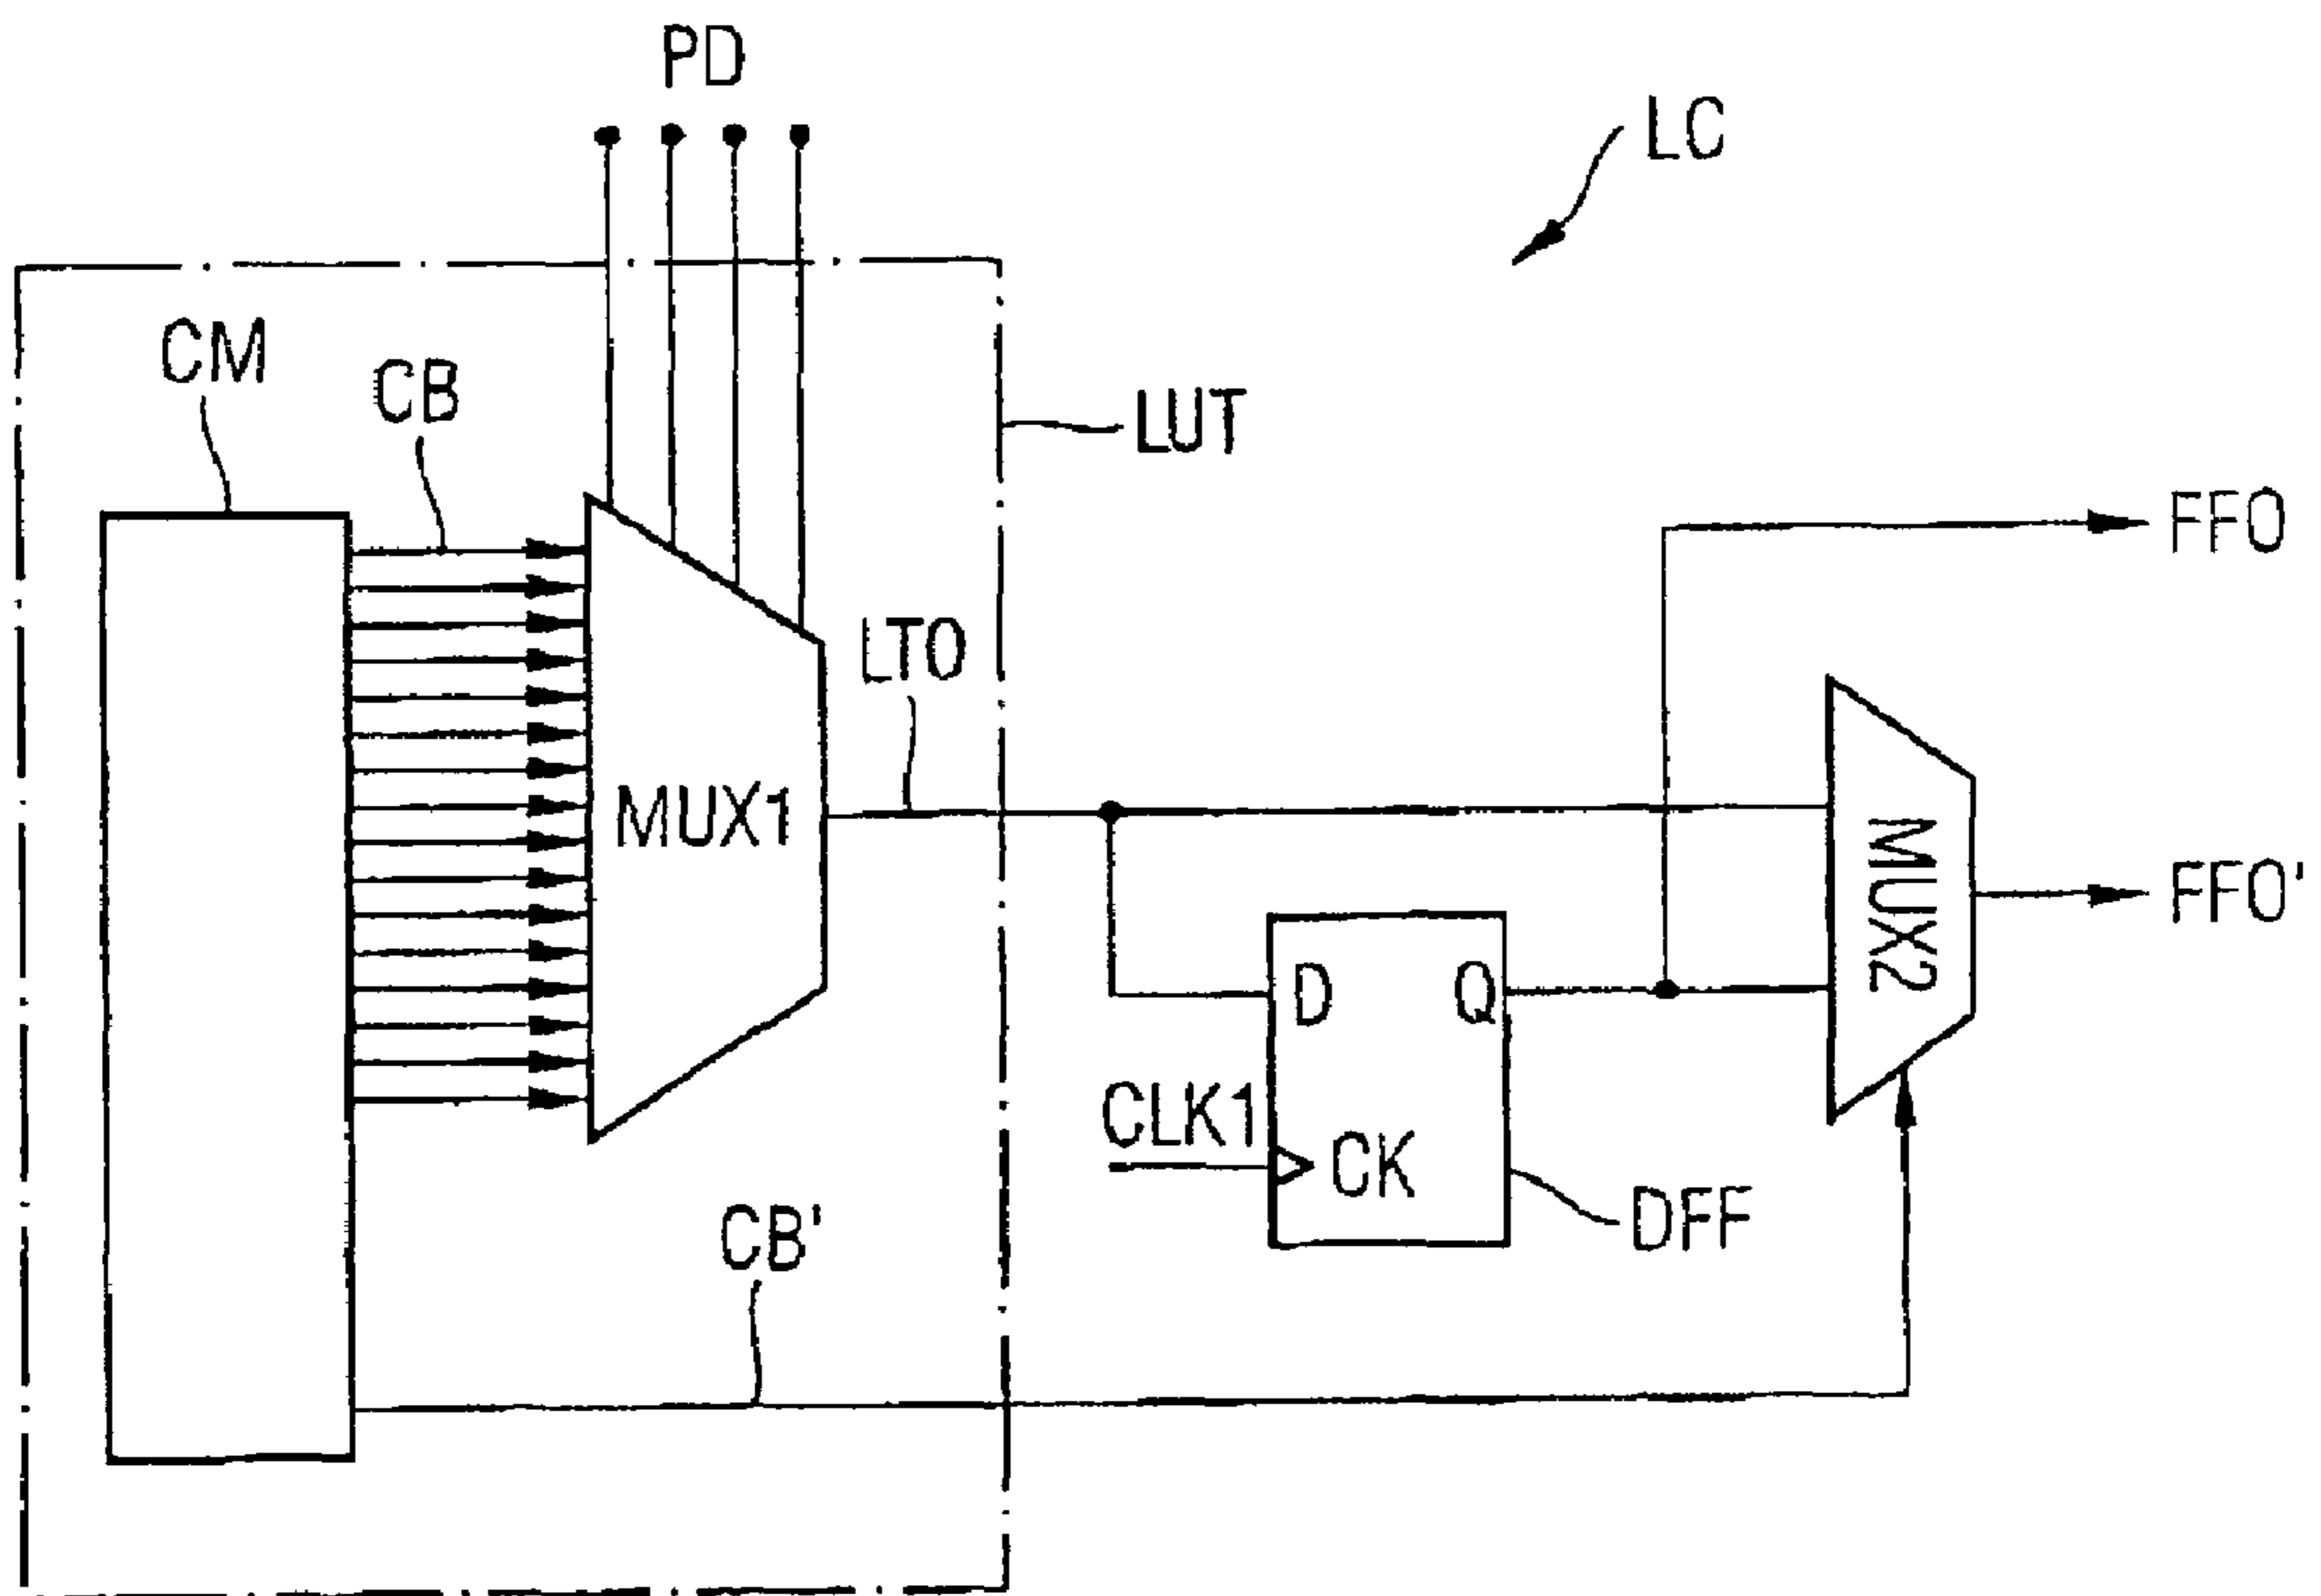 PD
LC
CM
CB
LUT
FFO
LTO
MUX1
MUX2
FFO'
D
Q
CLK1
CK
CB'
DFF